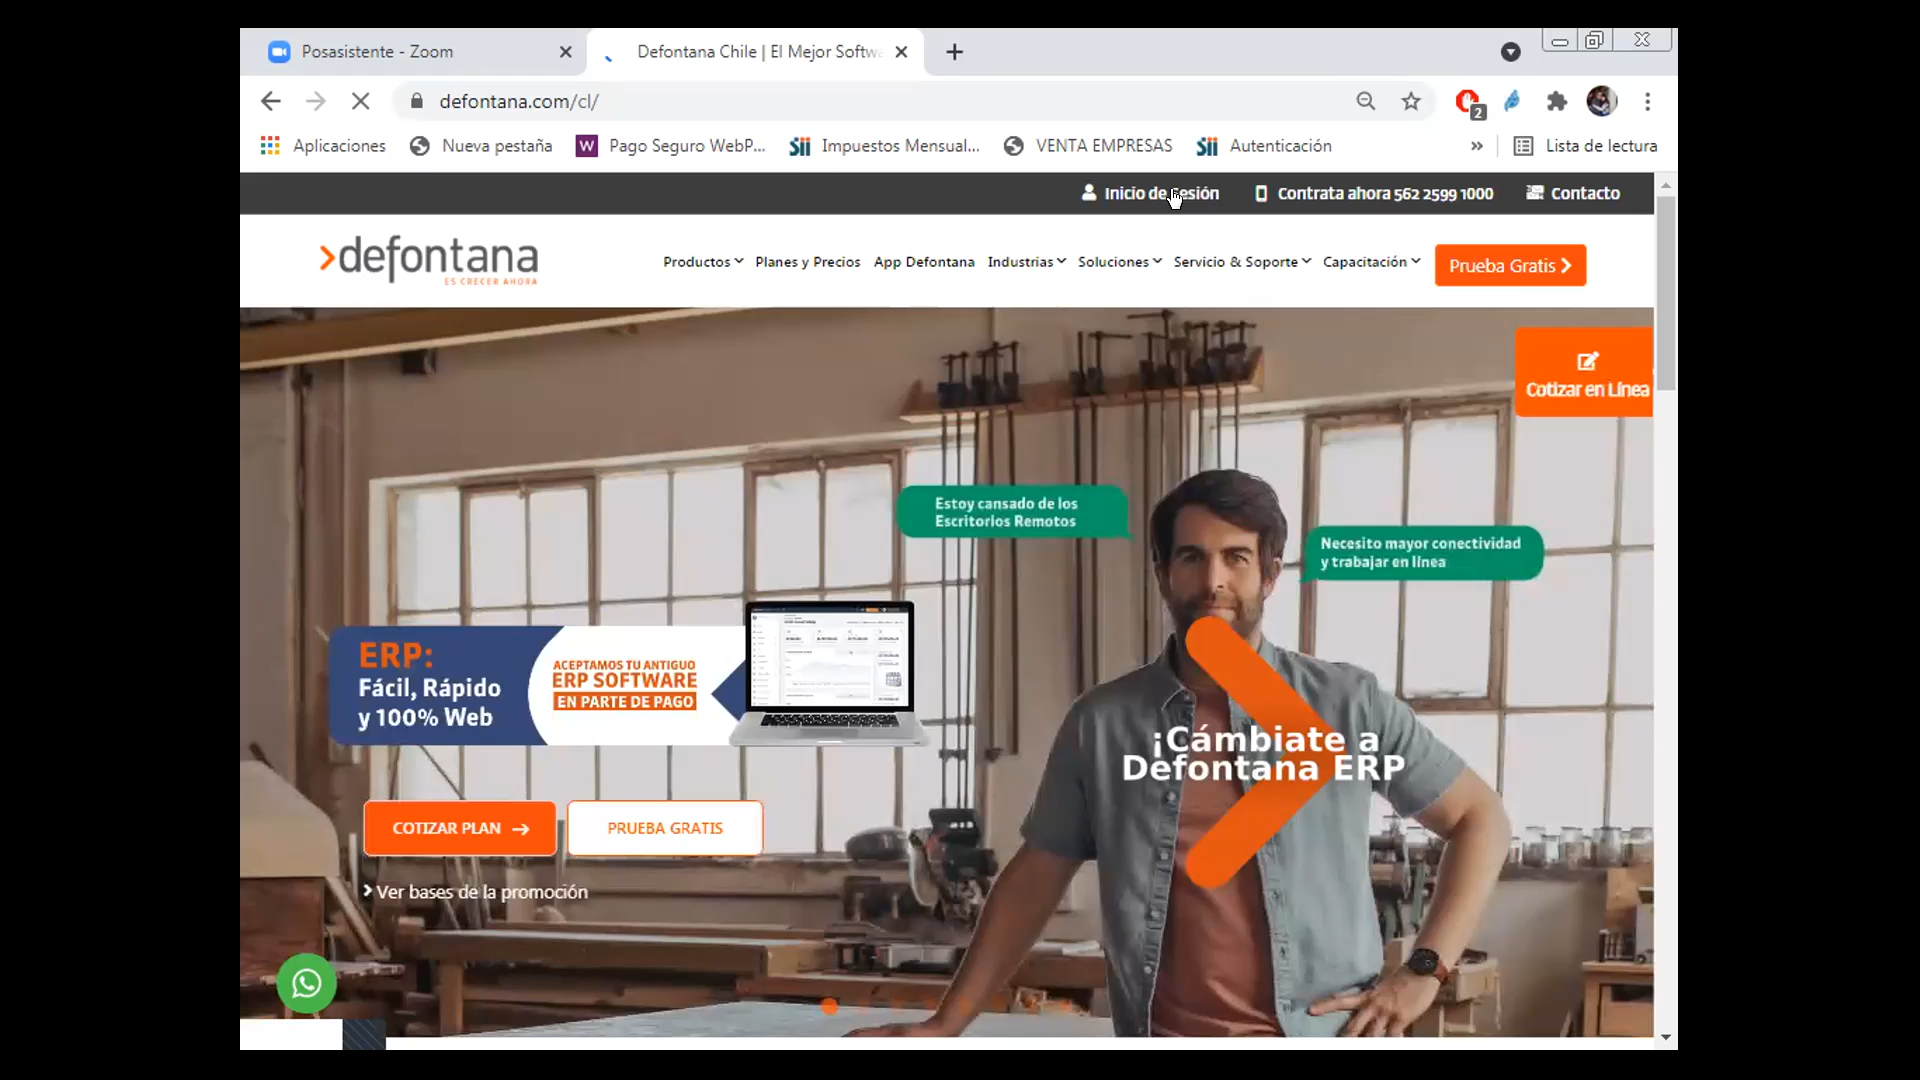 Posasistente - Zoom
Defontana Chile | El Mejor Softw
defontana.com/cl/
2
Aplicaciones
Nueva pestaña
W
Pago Seguro WebP...
Sii
Impuestos Mensual...
VENTA EMPRESAS
Sii
Autenticación
»
Lista de lectura
Inicio de sesión
Contrata ahora 562 2599 1000
Contacto
defontana
ES CRECER AHORA
Productos
Planes y Precios
App Defontana
Industrias
Soluciones
Servicio & Soporte
Capacitación
Prueba Gratis
Cotizar en Línea
Estoy cansado de los
Escritorios Remotos
Necesito mayor conectividad
y trabajar en línea
ERP:
Fácil, Rápido
y 100% Web
ACEPTAMOS TU ANTIGUO
ERP SOFTWARE
EN PARTE DE PAGO
¡Cámbiate a
Defontana ERP
COTIZAR PLAN
PRUEBA GRATIS
Ver bases de la promoción